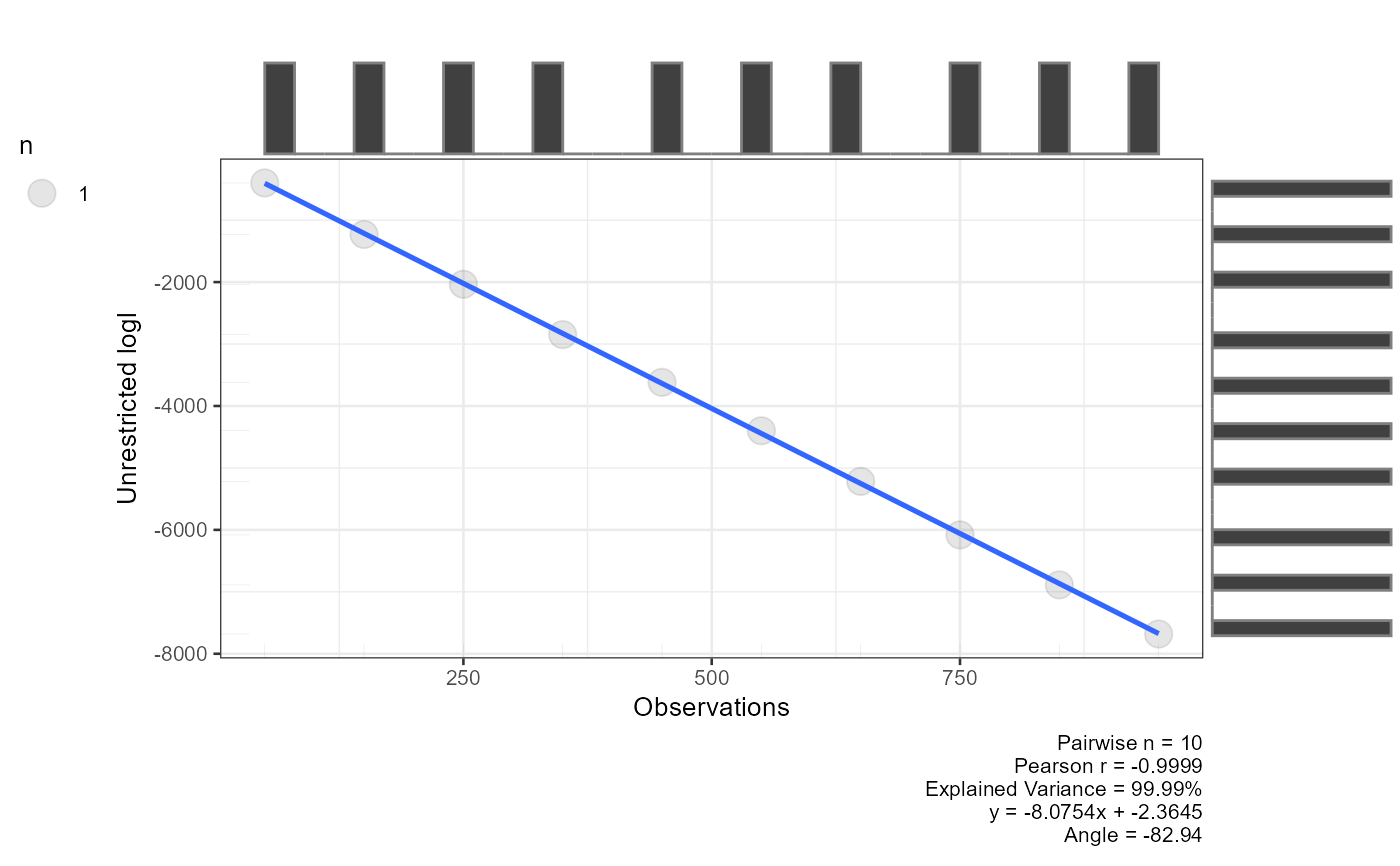 n
1
Unrestricted logl
-2000
-4000
-6000
-8000
250
500
750
Observations
Pairwise n = 10
Pearson r = -0.9999
Explained Variance = 99.99%
y = -8.0754x + -2.3645
Angle = -82.94